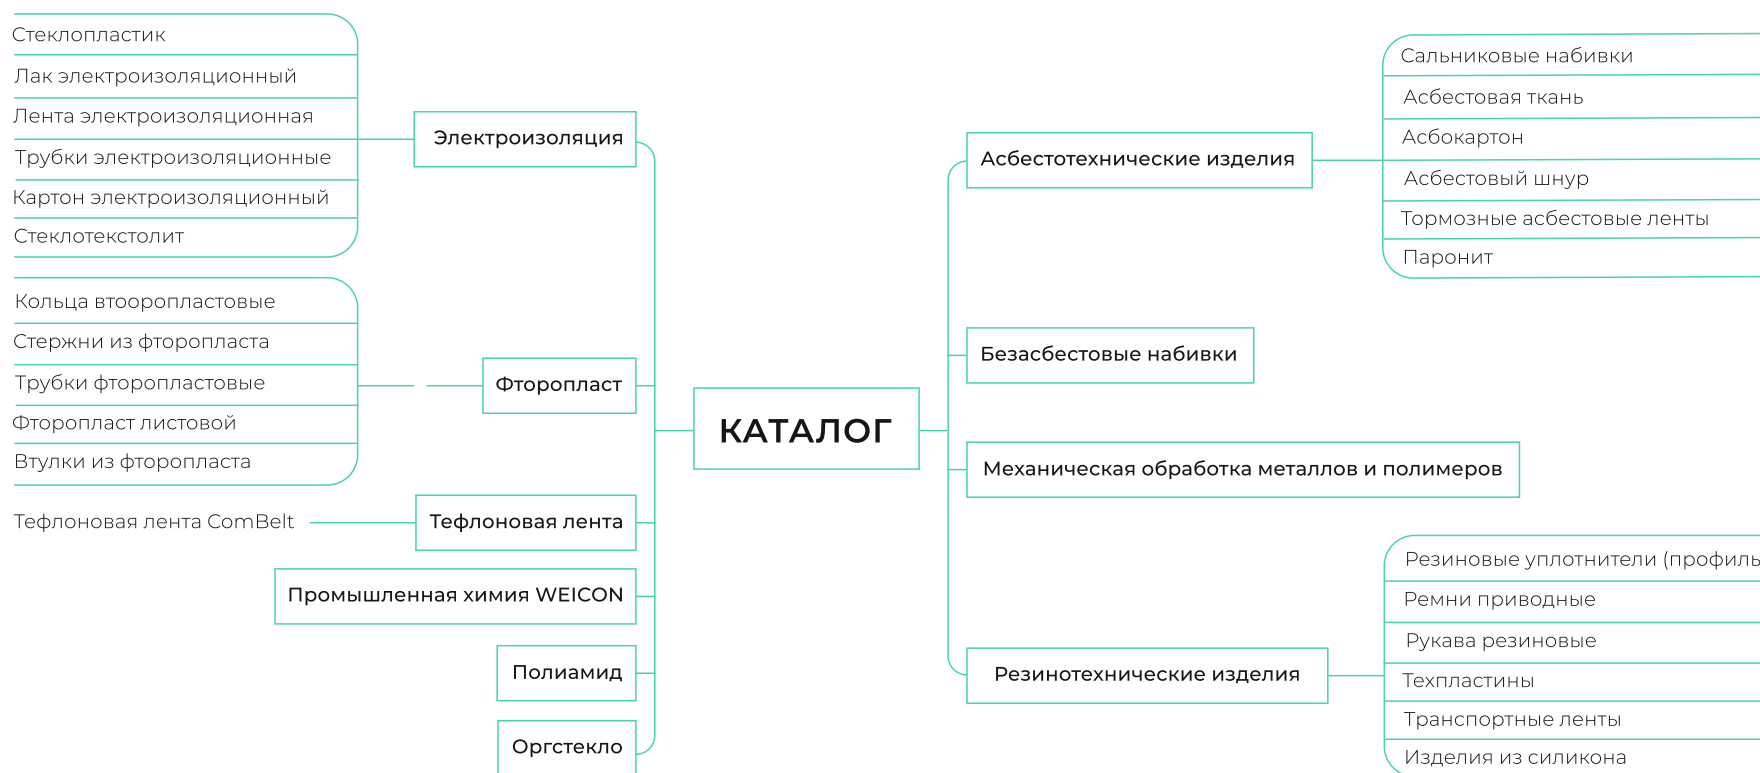 Стеклопластик
Лак электроизоляционный
Лента электроизоляционная
Трубки электроизоляционные
Картон электроизоляционный
Стеклотекстолит
Электроизоляция
Кольца втооропластовые
Стержни из фторопласта
Трубки фторопластовые
Фторопласт листовой
Втулки из фторопласта
Фторопласт
Тефлоновая лента ComBelt
Тефлоновая лента
Промышленная химия WEICON
Полиамид
Оргстекло
КАТАЛОГ
Асбестотехнические изделия
Сальниковые набивки
Асбестовая ткань
Асбокартон
Асбестовый шнур
Тормозные асбестовые ленты
Паронит
Безасбестовые набивки
Механическая обработка металлов и полимеров
Резинотехнические изделия
Резиновые уплотнители (профиль
Ремни приводные
Рукава резиновые
Техпластины
Транспортные ленты
Изделия из силикона